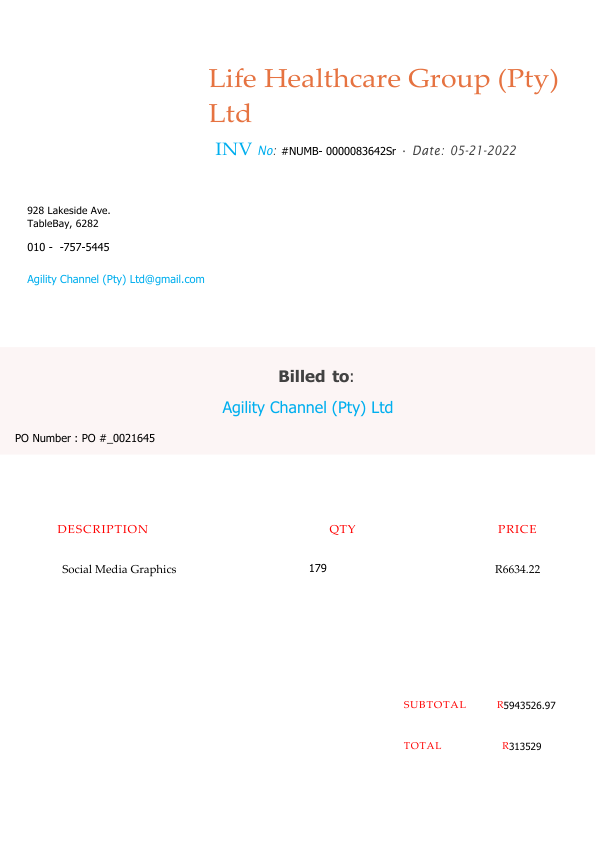 Life Healthcare Group (Pty)
Ltd
INV No: #NUMB- 0000083642Sr · Date: 05-21-2022
928 Lakeside Ave.
TableBay, 6282
010 -  -757-5445
Agility Channel (Pty) Ltd@gmail.com
Billed to:
Agility Channel (Pty) Ltd
PO Number : PO #_0021645
DESCRIPTION QTY PRICE
Social Media Graphics 179 R6634.22
SUBTOTAL R5943526.97
TOTAL R313529